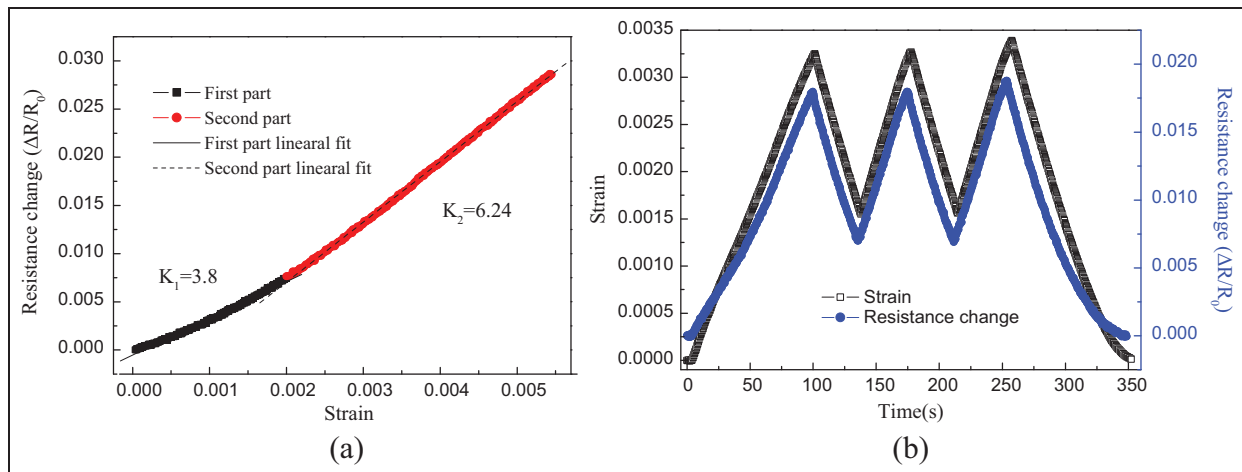 0.030
0.025
0.020
0.015
0.010
0.005
0.000
Resistance change (ΔR/R0)
First part
Second part
First part linearal fit
Second part linearal fit
K1=3.8
K2=6.24
0.000 0.001 0.002 0.003 0.004 0.005
Strain
(a)
0.0035
0.0030
0.0025
0.0020
0.0015
0.0010
0.0005
0.0000
Strain
Strain
Resistance change
0 50 100 150 200 250 300 350
Time(s)
0.020
0.015
0.010
0.005
0.000
Resistance change (ΔR/R0)
(b)